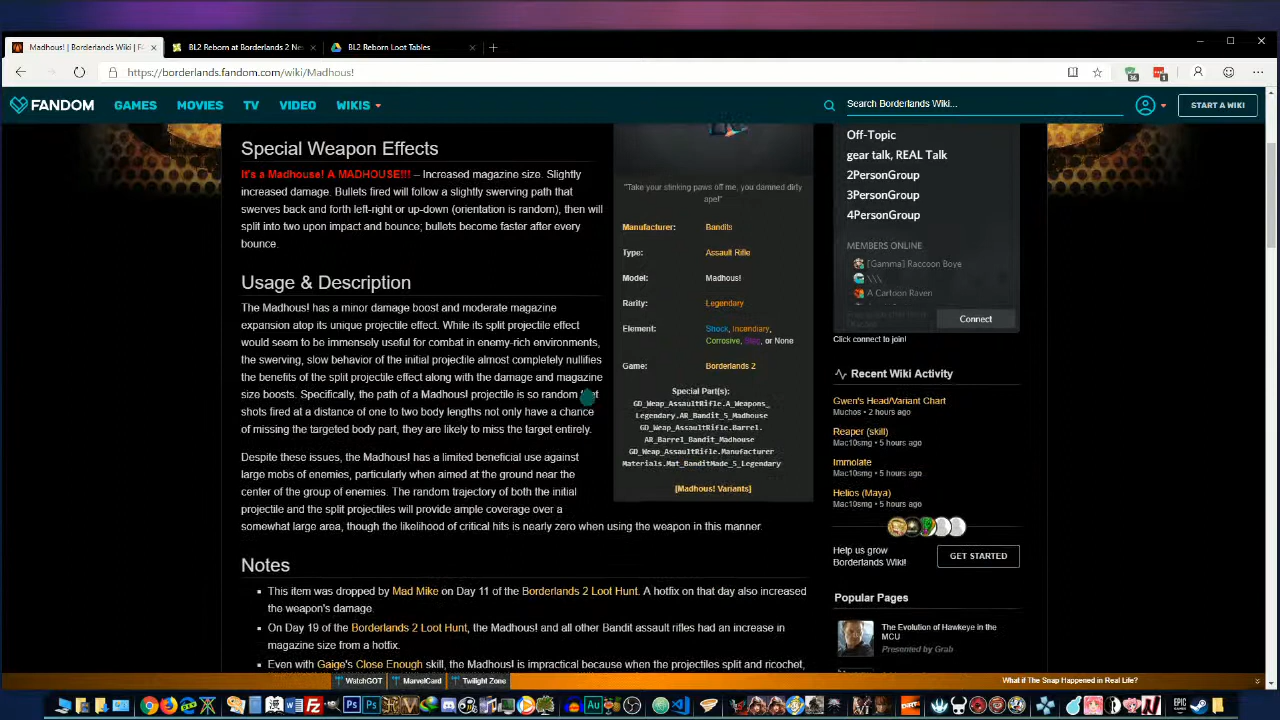 Madhous! | Borderlands Wiki | F
BL2 Reborn at Borderlands 2 Ne
BL2 Reborn Loot Tables
https://borderlands.fandom.com/wiki/Madhous!
FANDOM
GAMES
MOVIES
TV
VIDEO
WIKIS
Search Borderlands Wiki...
START A WIKI
Special Weapon Effects
It's a Madhouse! A MADHOUSE!!! – Increased magazine size. Slightly
increased damage. Bullets fired will follow a slightly swerving path that
swerves back and forth left-right or up-down (orientation is random), then will
split into two upon impact and bounce; bullets become faster after every
bounce.
Usage & Description
The Madhous! has a minor damage boost and moderate magazine
expansion atop its unique projectile effect. While its split projectile effect
would seem to be immensely useful for combat in enemy-rich environments,
the swerving, slow behavior of the initial projectile almost completely nullifies
the benefits of the split projectile effect along with the damage and magazine
size boosts. Specifically, the path of a Madhous! projectile is so random
shots fired at a distance of one to two body lengths not only have a chance
of missing the targeted body part, they are likely to miss the target entirely.
Despite these issues, the Madhous! has a limited beneficial use against
large mobs of enemies, particularly when aimed at the ground near the
center of the group of enemies. The random trajectory of both the initial
projectile and the split projectiles will provide ample coverage over a
somewhat large area, though the likelihood of critical hits is nearly zero when using the weapon in this manner.
Notes
This item was dropped by Mad Mike on Day 11 of the Borderlands 2 Loot Hunt. A hotfix on that day also increased
the weapon's damage.
On Day 19 of the Borderlands 2 Loot Hunt, the Madhous! and all other Bandit assault rifles had an increase in
magazine size from a hotfix.
Even with Gaige's Close Enough skill, the Madhous! is impractical because when the projectiles split and ricochet,
"Take your stinking paws off me, you damned dirty
ape!"
Manufacturer: Bandits
Type: Assault Rifle
Model: Madhous!
Rarity: Legendary
Element: Shock, Incendiary,
Corrosive, Slag, or None
Game: Borderlands 2
Special Part(s):
GD_Weap_AssaultRifle.A_Weapons_
Legendary.AR_Bandit_5_Madhouse
GD_Weap_AssaultRifle.Barrel.
AR_Barrel_Bandit_Madhouse
GD_Weap_AssaultRifle.Manufacturer
Materials.Mat_BanditMade_5_Legendary
[Madhous! Variants]
Off-Topic
gear talk, REAL Talk
2PersonGroup
3PersonGroup
4PersonGroup
MEMBERS ONLINE
[Gamma] Raccoon Boye
\\\
A Cartoon Raven
Connect
Click connect to join!
Recent Wiki Activity
Gwen's Head/Variant Chart
Muchos • 2 hours ago
Reaper (skill)
Mac10smg • 5 hours ago
Immolate
Mac10smg • 5 hours ago
Helios (Maya)
Mac10smg • 5 hours ago
Help us grow
Borderlands Wiki!
GET STARTED
Popular Pages
The Evolution of Hawkeye in the
MCU
Presented by Grab
WatchGOT
MarvelCard
Twilight Zone
What if The Snap Happened in Real Life?